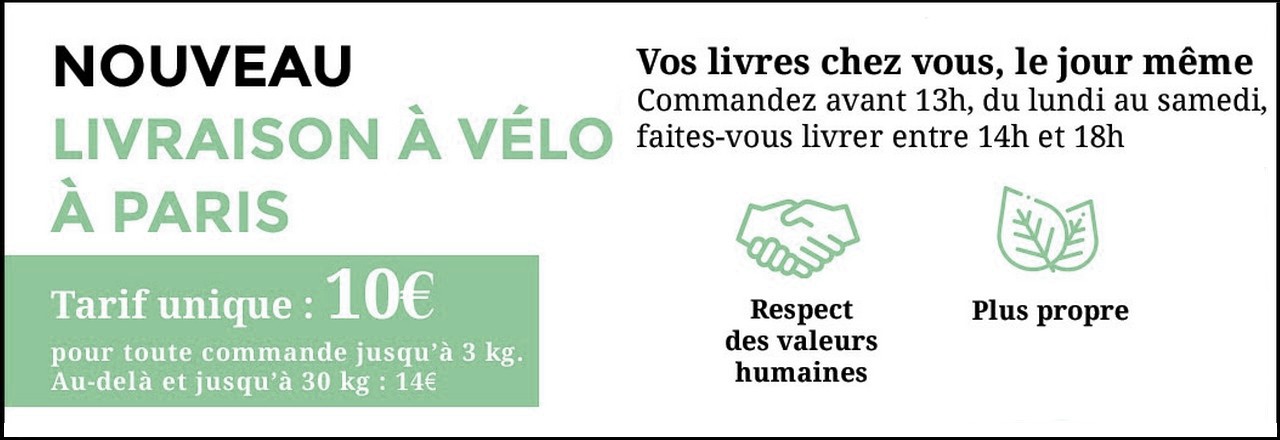 NOUVEAU
LIVRAISON À VÉLO
À PARIS
Tarif unique : 10€
pour toute commande jusqu'à 3 kg.
Au-delà et jusqu'à 30 kg : 14€
Vos livres chez vous, le jour même
Commandez avant 13h, du lundi au samedi,
faites-vous livrer entre 14h et 18h
Respect
des valeurs
humaines
Plus propre